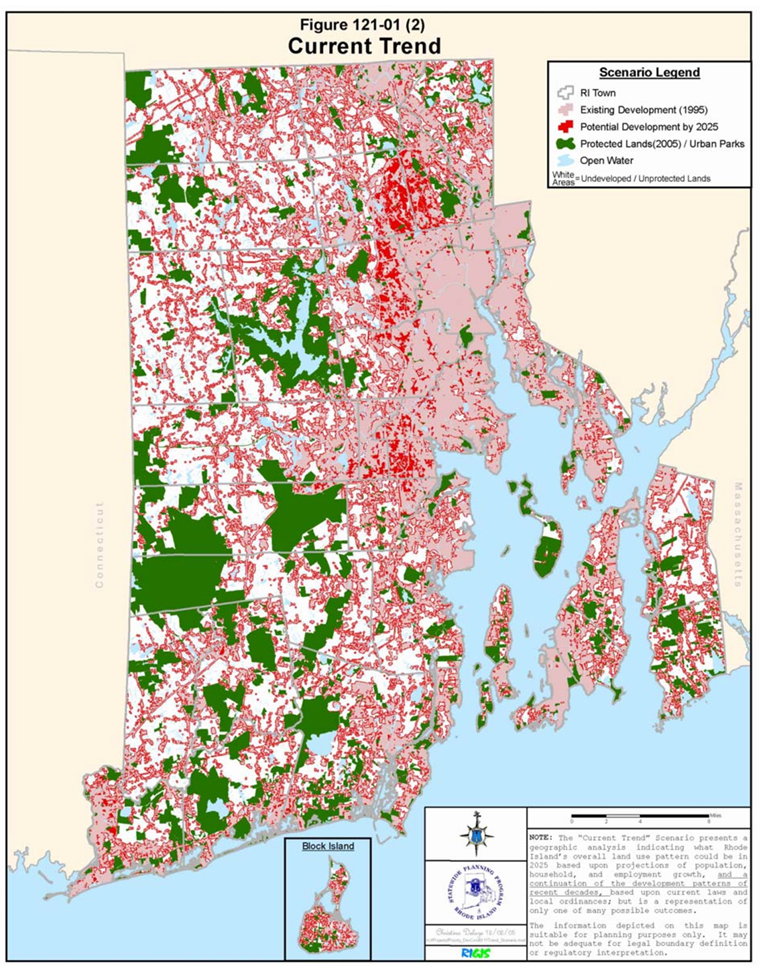 Figure 121-01 (2)
Current Trend
Scenario Legend
RI Town
Existing Development (1995)
Potential Development by 2025
Protected Lands(2005) / Urban Parks
Open Water
White Areas = Undeveloped / Unprotected Lands
Connecticut
Massachusetts
Block Island
0 2 4 8 Miles
STATEWIDE PLANNING PROGRAM
RHODE ISLAND
RIGIS
NOTE: The "Current Trend" Scenario presents a
geographic analysis indicating what Rhode
Island's overall land use pattern could be in
2025 based upon projections of population,
household, and employment growth, and a
continuation of the development patterns of
recent decades, based upon current laws and
local ordinances; but is a representation of
only one of many possible outcomes.
The information depicted on this map is
suitable for planning purposes only. It may
not be adequate for legal boundary definition
or regulatory interpretation.